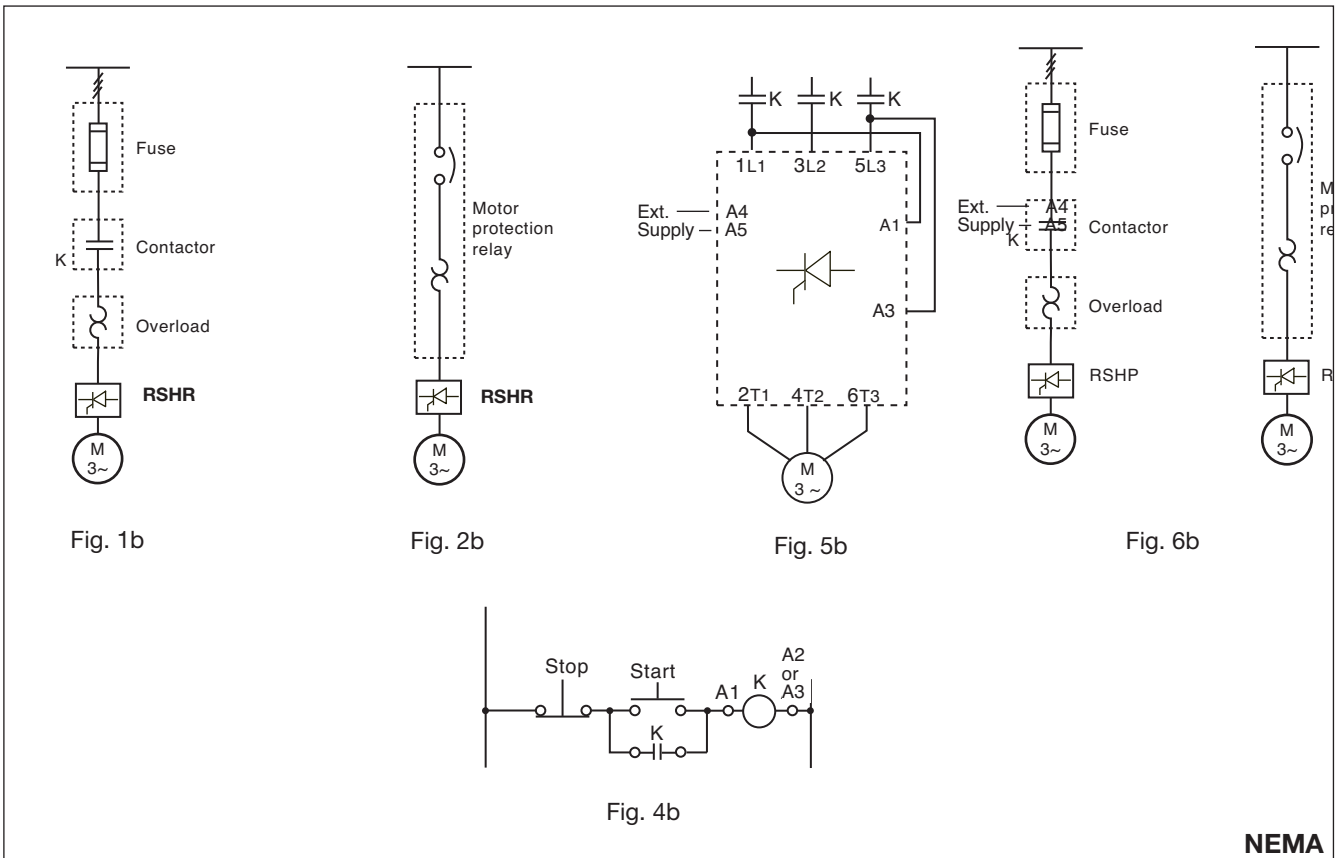 Fuse
K
Contactor
Overload
RSHR
M
3~
Fig. 1b
Motor
protection
relay
RSHR
M
3~
Fig. 2b
K
K
K
1L1
3L2
5L3
Ext.
Supply
A4
A5
A1
A3
2T1
4T2
6T3
M
3 ~
Fig. 5b
Fuse
Ext.
Supply
A4
A5
K
Contactor
Overload
RSHP
M
3~
M
pr
re
R
M
3~
Fig. 6b
Stop
Start
K
A1
K
A2
or
A3
Fig. 4b
NEMA